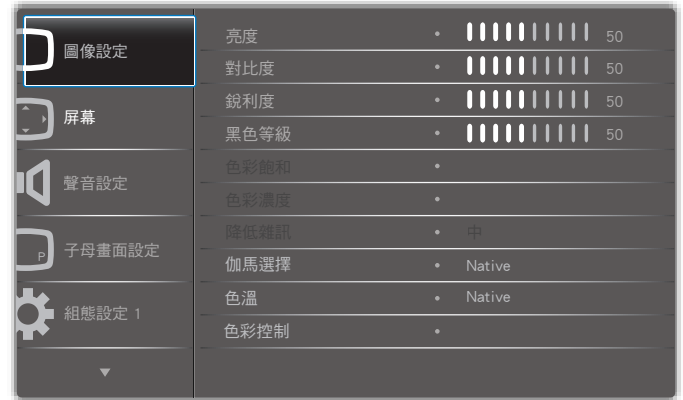 圖像設定
屏幕
聲音設定
P
子母畫面設定
組態設定 1
▼
亮度 • 50
對比度 • 50
銳利度 • 50
黑色等級 • 50
色彩飽和 •
色彩濃度 •
降低雜訊 • 中
伽馬選擇 • Native
色溫 • Native
色彩控制 •